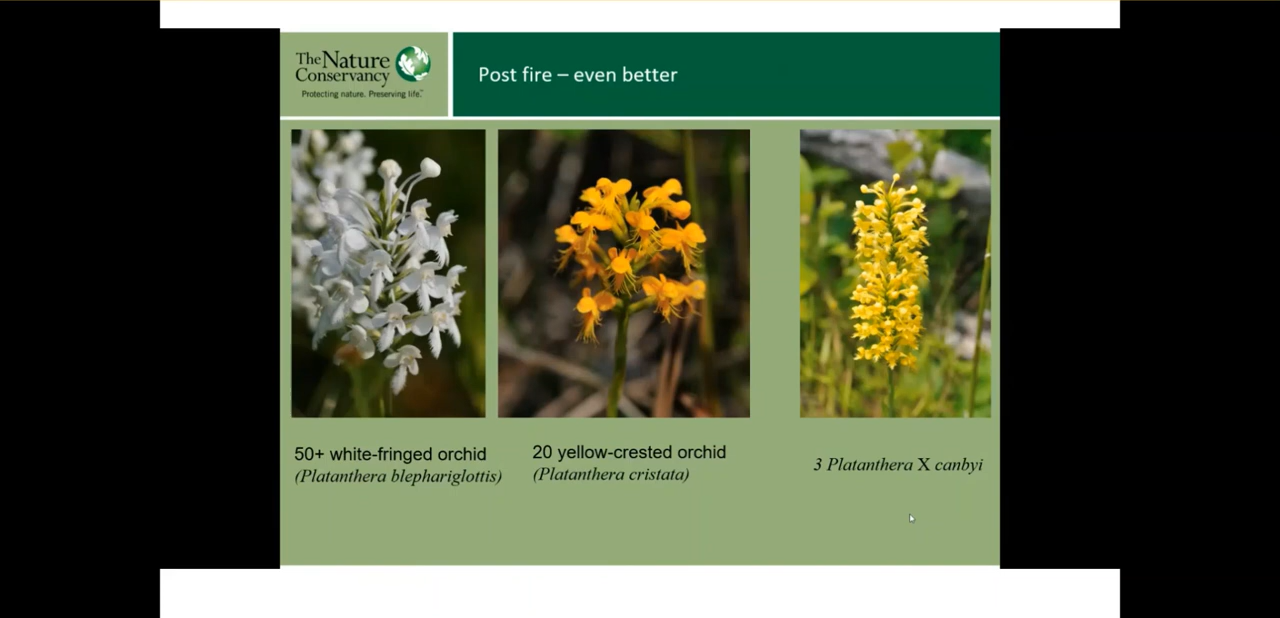 The Nature
Conservancy
Protecting nature. Preserving life.™
Post fire – even better
50+ white-fringed orchid
(Platanthera blephariglottis)
20 yellow-crested orchid
(Platanthera cristata)
3 Platanthera X canbyi